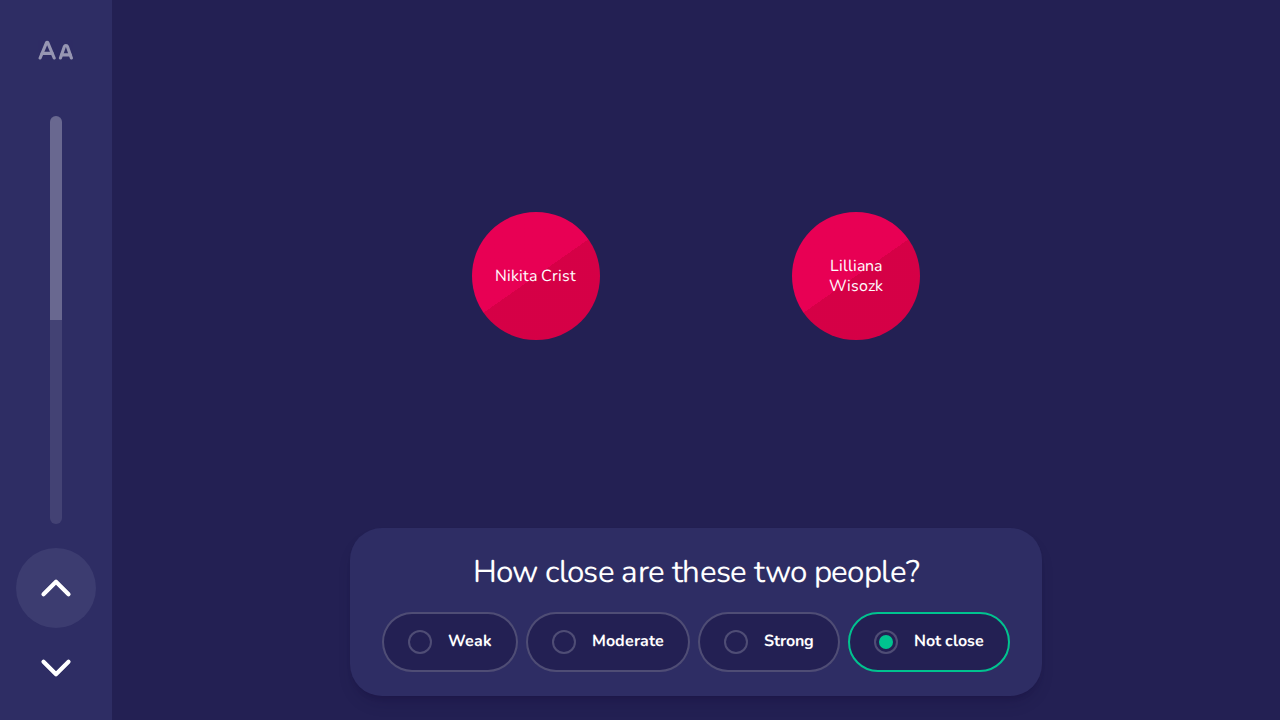 AA
Nikita Crist
Lilliana
Wisozk
How close are these two people?
Weak
Moderate
Strong
Not close